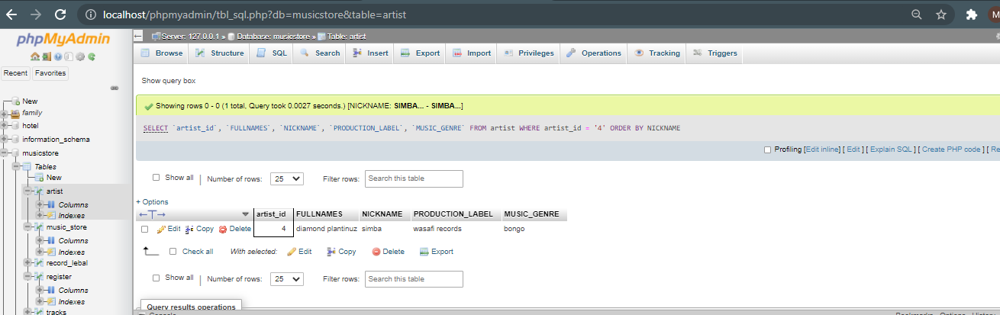 localhost/phpmyadmin/tbl_sql.php?db=musicstore&table=artist
phpMyAdmin
Recent Favorites
New
family
hotel
information_schema
musicstore
Tables
New
artist
Columns
Indexes
music_store
Columns
Indexes
record_lebal
register
Columns
Indexes
tracks
Server: 127.0.0.1 » Database: musicstore » Table: artist
Browse Structure SQL Search Insert Export Import Privileges Operations Tracking Triggers
Show query box
Showing rows 0 - 0 (1 total, Query took 0.0027 seconds.) [NICKNAME: SIMBA... - SIMBA...]
SELECT `artist_id`, `FULLNAMES`, `NICKNAME`, `PRODUCTION_LABEL`, `MUSIC_GENRE` FROM artist WHERE artist_id = '4' ORDER BY NICKNAME
Profiling [Edit inline] [ Edit ] [ Explain SQL ] [ Create PHP code ] [ Re
Show all | Number of rows: 25 Filter rows: Search this table
+ Options
artist_id FULLNAMES NICKNAME PRODUCTION_LABEL MUSIC_GENRE
Edit Copy Delete 4 diamond plantinuz simba wasafi records bongo
Check all With selected: Edit Copy Delete Export
Show all | Number of rows: 25 Filter rows: Search this table
Query results operations
Console Bookmarks Options History